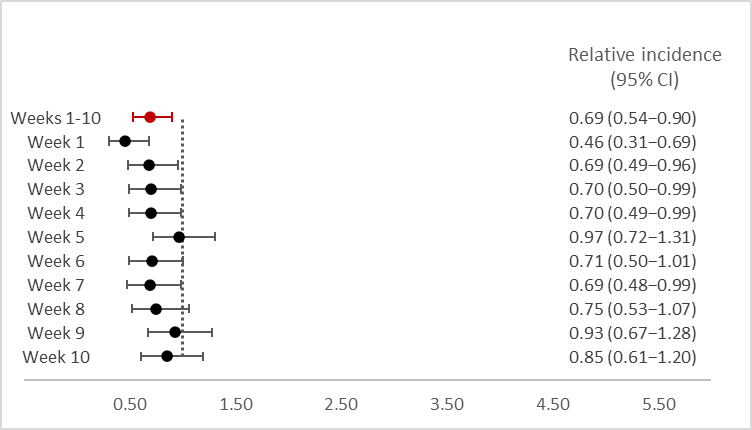 Relative incidence
(95% CI)
Weeks 1-10 0.69 (0.54−0.90)
Week 1 0.46 (0.31−0.69)
Week 2 0.69 (0.49−0.96)
Week 3 0.70 (0.50−0.99)
Week 4 0.70 (0.49−0.99)
Week 5 0.97 (0.72−1.31)
Week 6 0.71 (0.50−1.01)
Week 7 0.69 (0.48−0.99)
Week 8 0.75 (0.53−1.07)
Week 9 0.93 (0.67−1.28)
Week 10 0.85 (0.61−1.20)
0.50 1.50 2.50 3.50 4.50 5.50